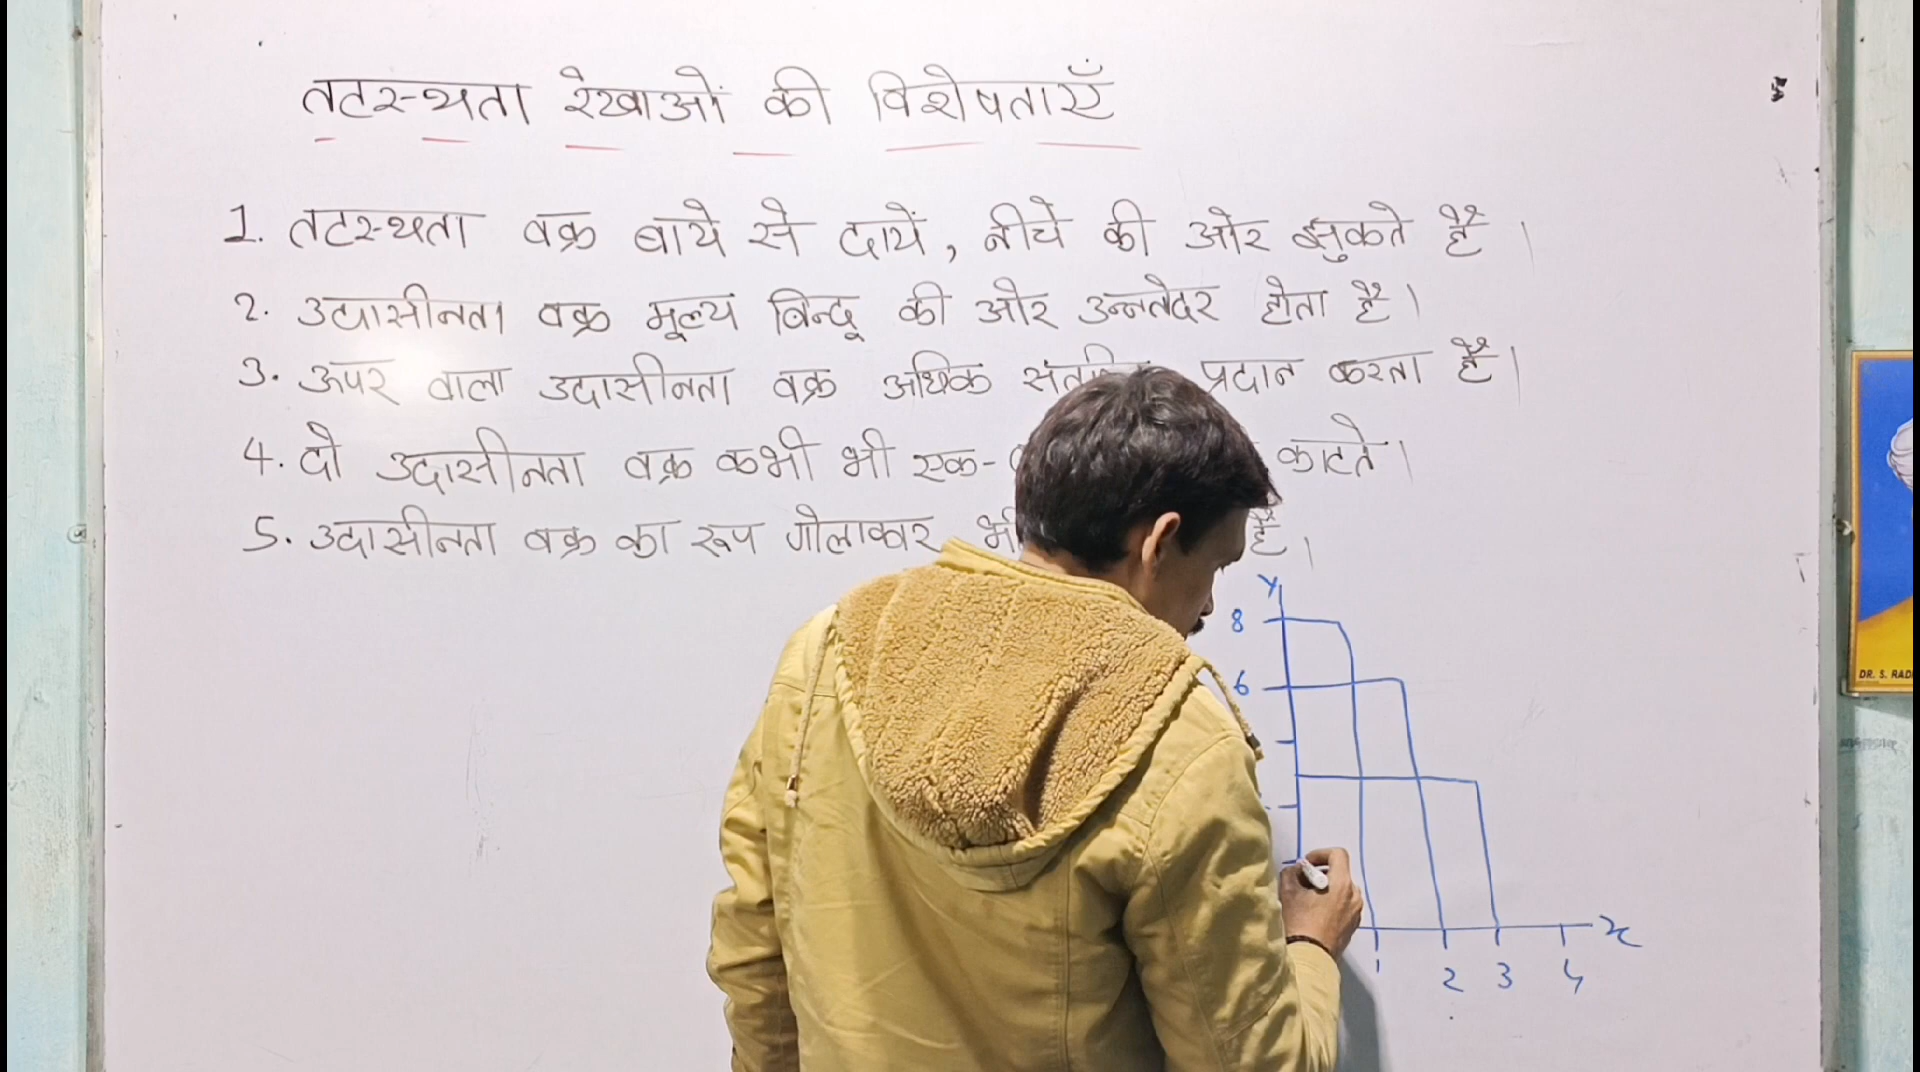 तटस्थता रेखाओं की विशेषताएँ
1. तटस्थता वक्र बाये से दायें, नीचे की ओर झुकते है।
2. उदासीनता वक्र मूल्य बिन्दू की ओर उन्नतोदर होता है।
3. ऊपर वाला उदासीनता वक्र अधिक प्रदान करता है।
4. दो उदासीनता वक्र कभी भी एक- काटते।
5. उदासीनता वक्र का रूप गोलाकार है।
Y
8
6
x
1 2 3 4
DR. S. RAD